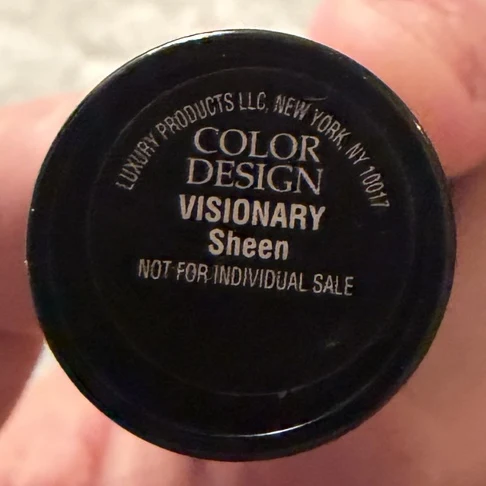 LUXURY PRODUCTS LLC, NEW YORK, NY 10017
COLOR
DESIGN
VISIONARY
Sheen
NOT FOR INDIVIDUAL SALE